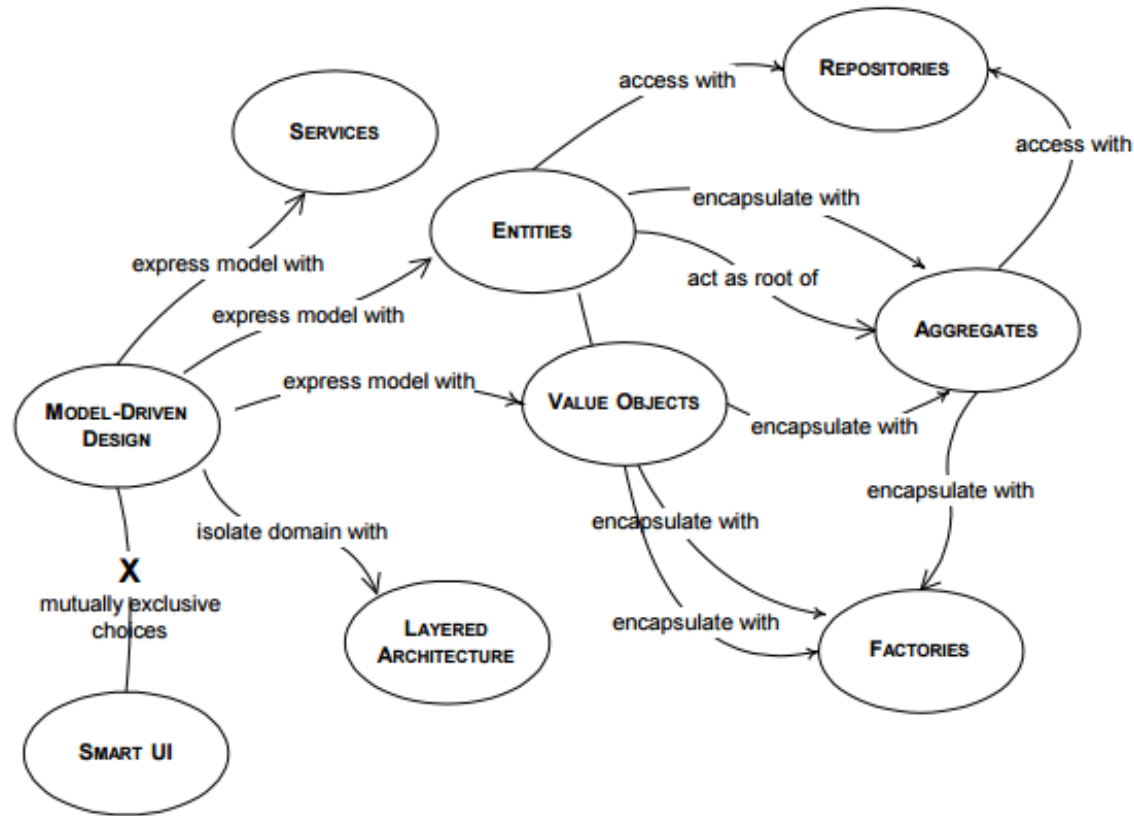 REPOSITORIES
access with
SERVICES
access with
ENTITIES
encapsulate with
express model with
act as root of
express model with
AGGREGATES
express model with
VALUE OBJECTS
MODEL-DRIVEN
DESIGN
encapsulate with
encapsulate with
encapsulate with
isolate domain with
X
mutually exclusive
choices
encapsulate with
LAYERED
ARCHITECTURE
FACTORIES
SMART UI